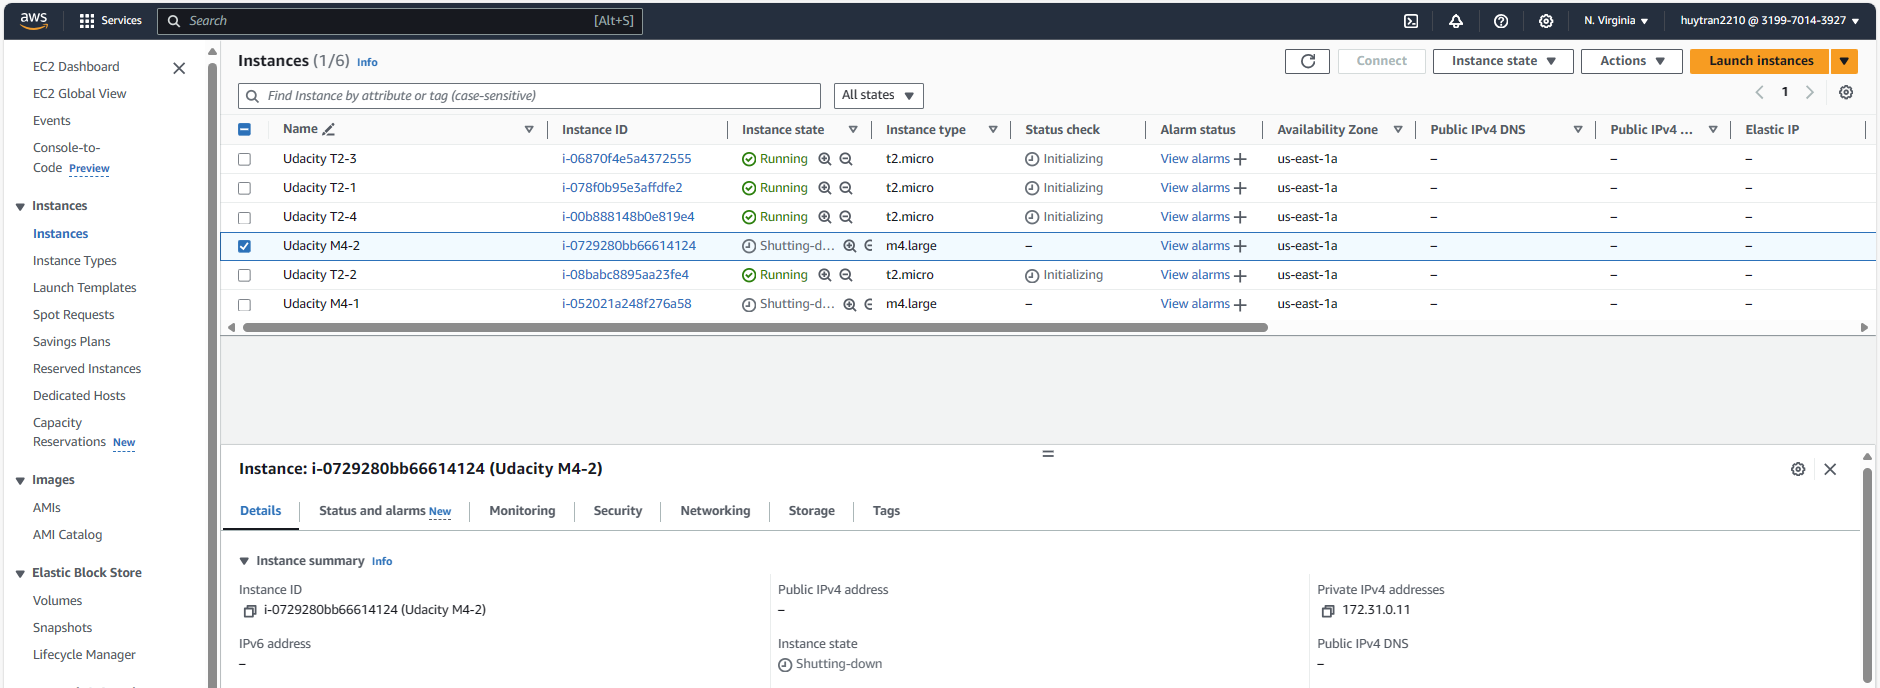 aws Services Search [Alt+S] N. Virginia huytran2210 @ 3199-7014-3927
EC2 Dashboard
EC2 Global View
Events
Console-to-
Code Preview
Instances
Instances
Instance Types
Launch Templates
Spot Requests
Savings Plans
Reserved Instances
Dedicated Hosts
Capacity
Reservations New
Images
AMIs
AMI Catalog
Elastic Block Store
Volumes
Snapshots
Lifecycle Manager
Instances (1/6) Info Connect Instance state Actions Launch instances
Find Instance by attribute or tag (case-sensitive) All states 1
Name Instance ID Instance state Instance type Status check Alarm status Availability Zone Public IPv4 DNS Public IPv4 ... Elastic IP
Udacity T2-3 i-06870f4e5a4372555 Running t2.micro Initializing View alarms + us-east-1a – – –
Udacity T2-1 i-078f0b95e3affdfe2 Running t2.micro Initializing View alarms + us-east-1a – – –
Udacity T2-4 i-00b888148b0e819e4 Running t2.micro Initializing View alarms + us-east-1a – – –
Udacity M4-2 i-0729280bb66614124 Shutting-d... m4.large – View alarms + us-east-1a – – –
Udacity T2-2 i-08babc8895aa23fe4 Running t2.micro Initializing View alarms + us-east-1a – – –
Udacity M4-1 i-052021a248f276a58 Shutting-d... m4.large – View alarms + us-east-1a – – –
Instance: i-0729280bb66614124 (Udacity M4-2)
Details Status and alarms New Monitoring Security Networking Storage Tags
Instance summary Info
Instance ID Public IPv4 address Private IPv4 addresses
i-0729280bb66614124 (Udacity M4-2) – 172.31.0.11
IPv6 address Instance state Public IPv4 DNS
– Shutting-down –